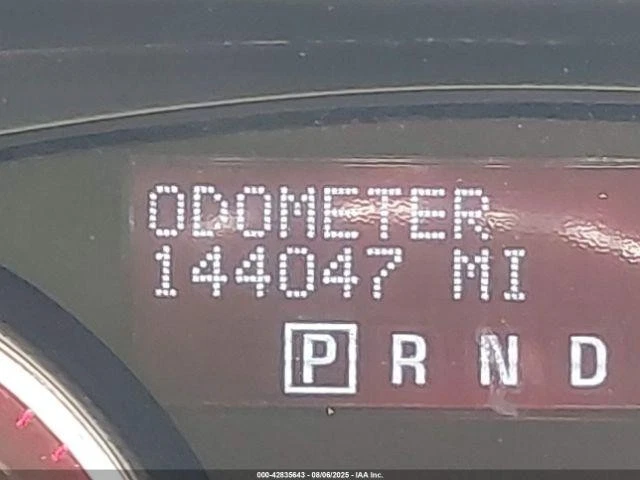 ODOMETER
144047 MI
P R N D
000-42835643 - 08/06/2025 - IAA Inc.